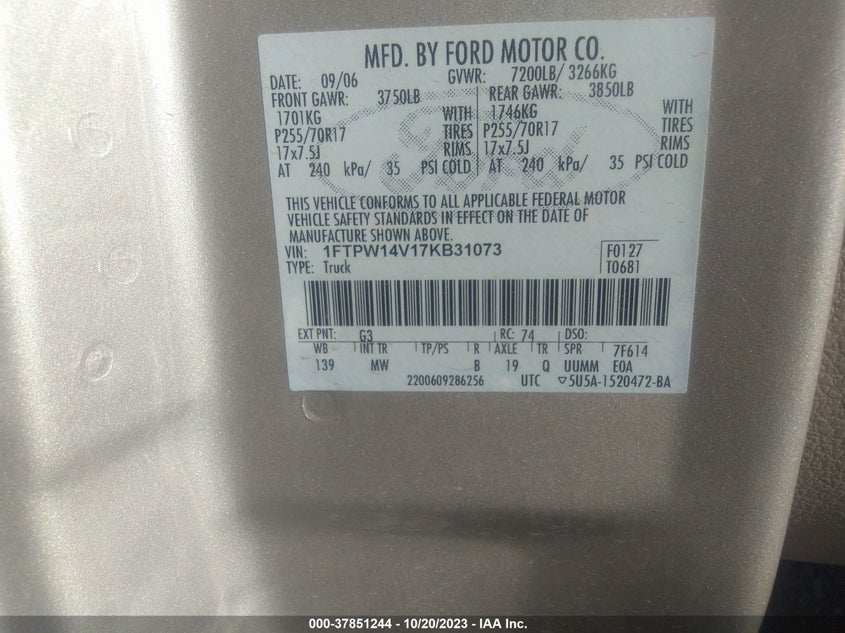 MFD. BY FORD MOTOR CO.
DATE: 09/06 GVWR: 7200LB/ 3266KG
FRONT GAWR: 3750LB REAR GAWR: 3850LB
1701KG WITH 1746KG WITH
P255/70R17 TIRES P255/70R17 TIRES
17x7.5J RIMS 17x7.5J RIMS
AT 240 kPa/ 35 PSI COLD AT 240 kPa/ 35 PSI COLD
THIS VEHICLE CONFORMS TO ALL APPLICABLE FEDERAL MOTOR
VEHICLE SAFETY STANDARDS IN EFFECT ON THE DATE OF
MANUFACTURE SHOWN ABOVE.
VIN: 1FTPW14V17KB31073 F0127
TYPE: Truck T0681
EXT PNT: G3 RC: 74 DSO:
WB INT TR TP/PS R AXLE TR SPR 7F614
139 MW B 19 Q UUMM E0A
2200609286256 UTC ▽5U5A-1520472-BA
Ford
000-37851244 - 10/20/2023 - IAA Inc.